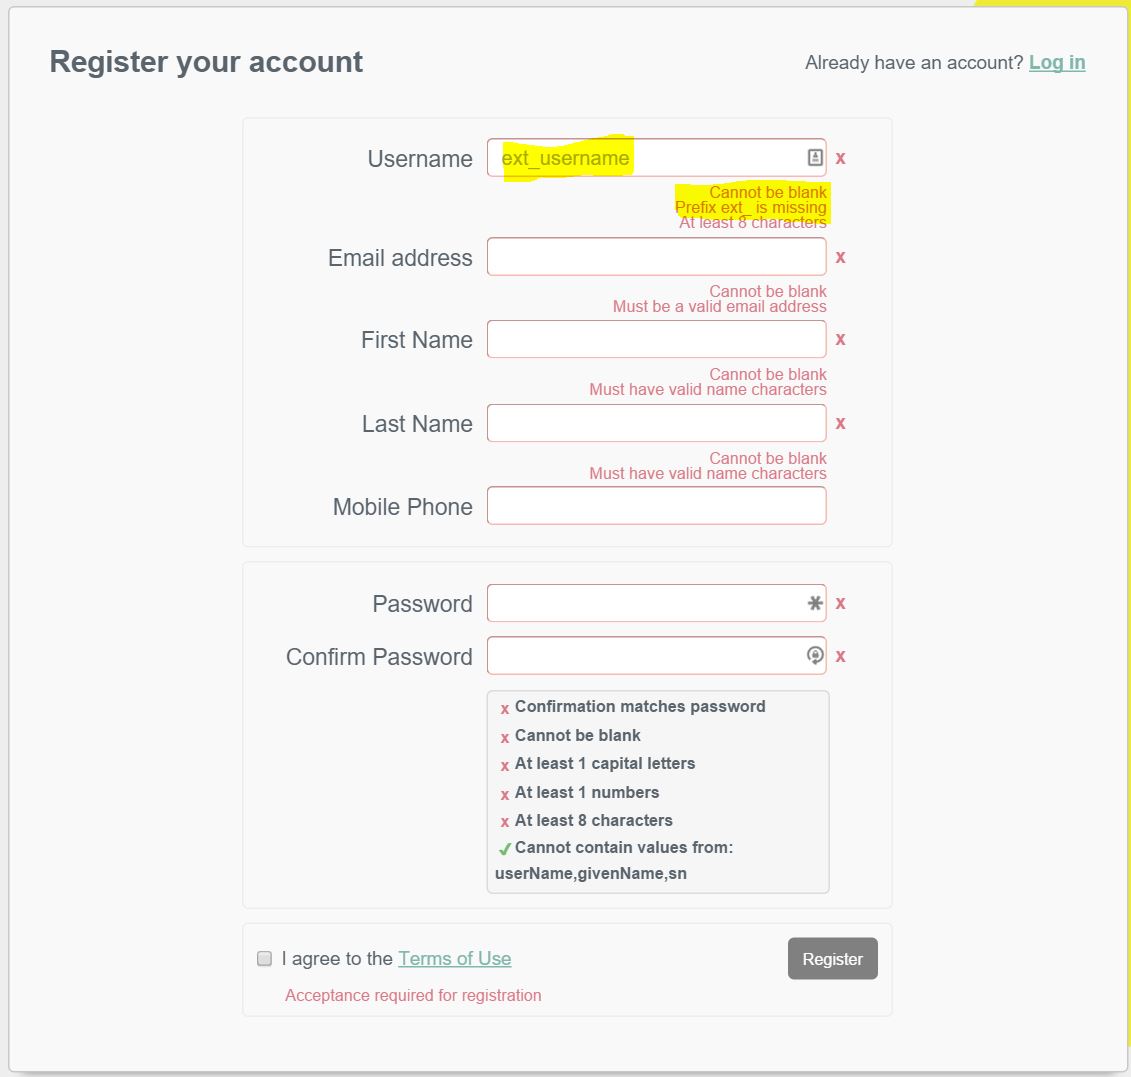 Register your account
Already have an account? Log in
Username
ext_username
x
Cannot be blank
Prefix ext_ is missing
At least 8 characters
Email address
x
Cannot be blank
Must be a valid email address
First Name
x
Cannot be blank
Must have valid name characters
Last Name
x
Cannot be blank
Must have valid name characters
Mobile Phone
Password
x
Confirm Password
x
x Confirmation matches password
x Cannot be blank
x At least 1 capital letters
x At least 1 numbers
x At least 8 characters
✔ Cannot contain values from:
userName,givenName,sn
I agree to the Terms of Use
Register
Acceptance required for registration